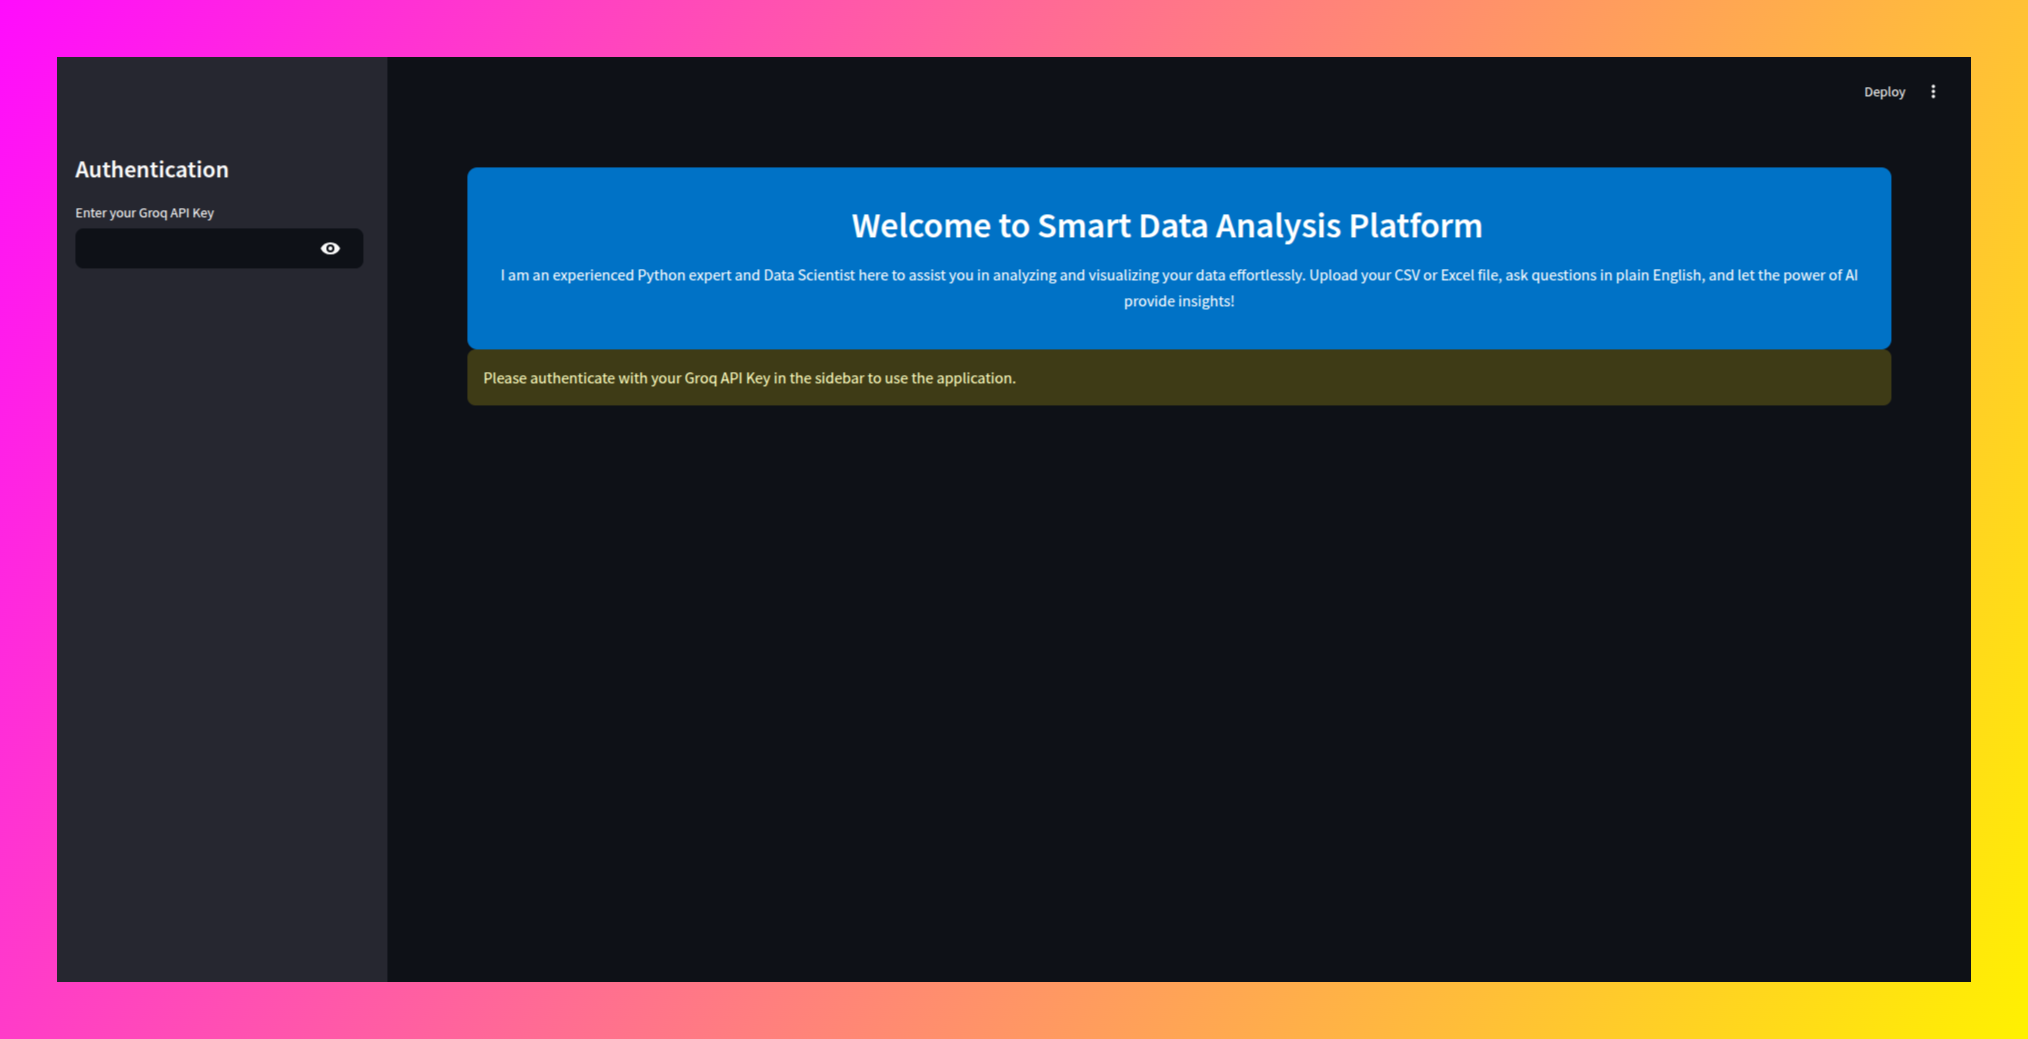 Deploy
Authentication
Enter your Groq API Key
Welcome to Smart Data Analysis Platform
I am an experienced Python expert and Data Scientist here to assist you in analyzing and visualizing your data effortlessly. Upload your CSV or Excel file, ask questions in plain English, and let the power of AI
provide insights!
Please authenticate with your Groq API Key in the sidebar to use the application.